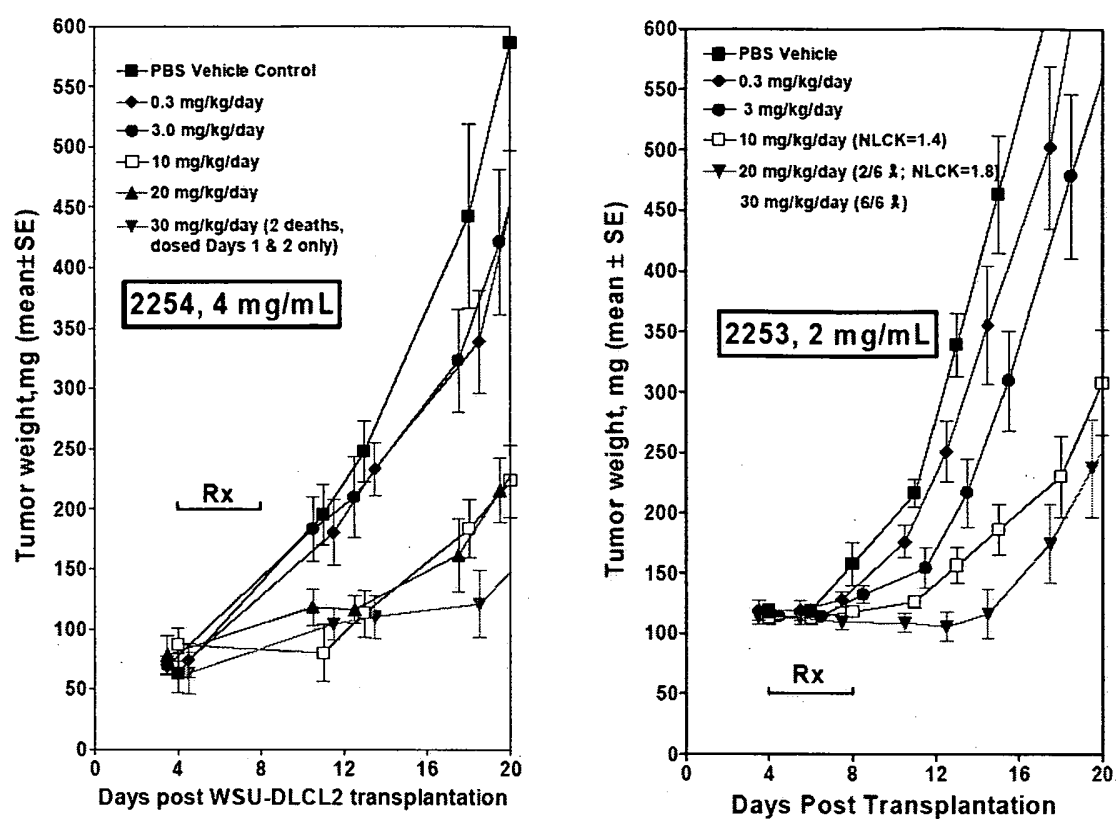 600
550
500
450
400
350
300
250
200
150
100
50
0
Tumor weight,mg (mean±SE)
PBS Vehicle Control
0.3 mg/kg/day
3.0 mg/kg/day
10 mg/kg/day
20 mg/kg/day
30 mg/kg/day (2 deaths,
dosed Days 1 & 2 only)
2254, 4 mg/mL
Rx
0 4 8 12 16 20
Days post WSU-DLCL2 transplantation
600
550
500
450
400
350
300
250
200
150
100
50
0
Tumor weight, mg (mean ± SE)
PBS Vehicle
0.3 mg/kg/day
3 mg/kg/day
10 mg/kg/day (NLCK=1.4)
20 mg/kg/day (2/6 ; NLCK=1.8)
30 mg/kg/day (6/6 )
2253, 2 mg/mL
Rx
0 4 8 12 16 20
Days Post Transplantation